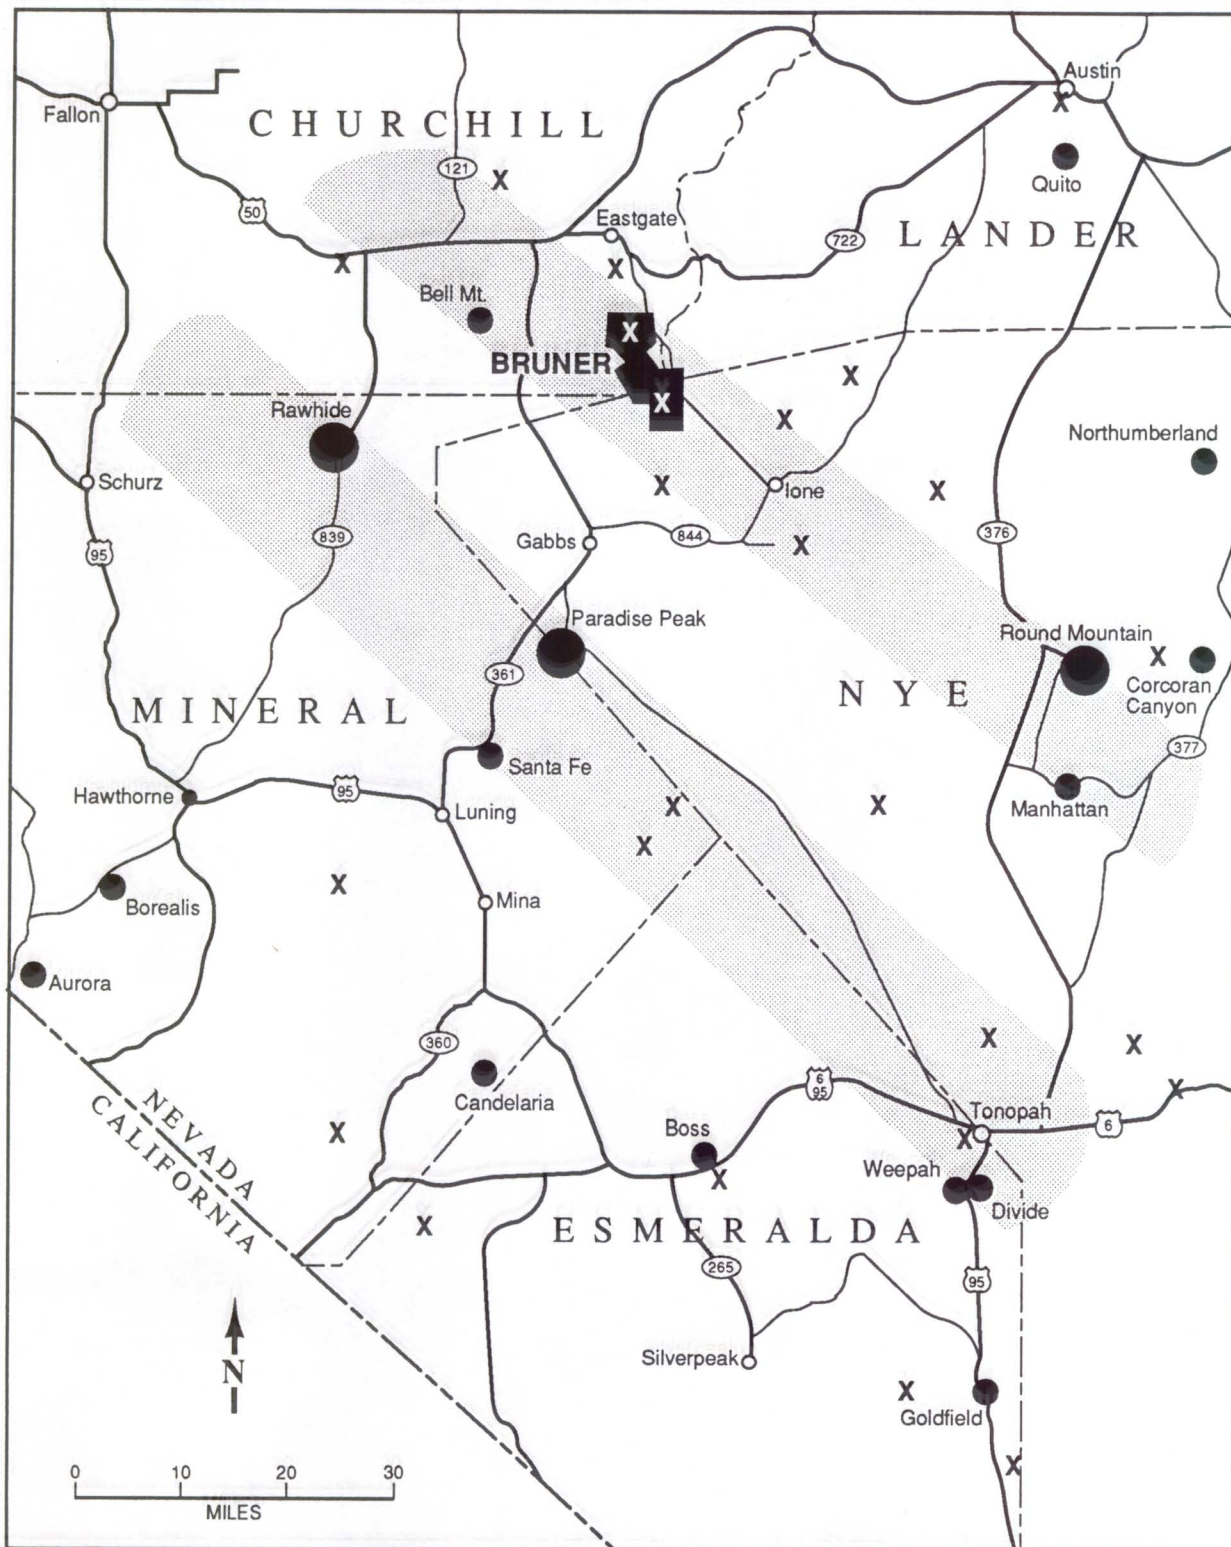 Austin
Fallon
CHURCHILL
X
121
X
Quito
50
Eastgate
722
LANDER
X
X
Bell Mt.
X
BRUNER
X
X
Rawhide
X
Northumberland
Schurz
X
Ione
X
95
839
Gabbs
844
X
376
Paradise Peak
Round Mountain
X
Corcoran
Canyon
361
NYE
MINERAL
377
Santa Fe
Hawthorne
95
Luning
X
X
Manhattan
X
X
Borealis
Mina
Aurora
360
X
X
Candelaria
6
95
X
Tonopah
6
NEVADA
CALIFORNIA
X
Boss
X
Weepah
X
Divide
X
ESMERALDA
265
95
N
Silverpeak
X
Goldfield
X
0 10 20 30
MILES